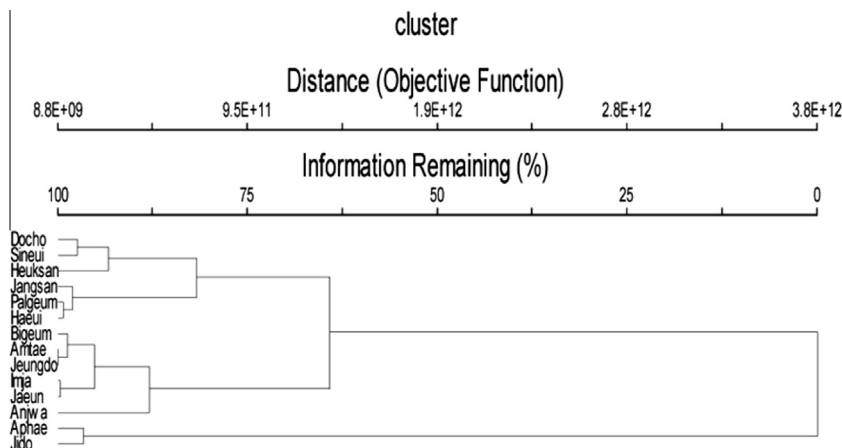 cluster
Distance (Objective Function)
8.8E+09 9.5E+11 1.9E+12 2.8E+12 3.8E+12
Information Remaining (%)
100 75 50 25 0
Docho
Sineui
Heuksan
Jangsan
Palgeum
Haeui
Bigeum
Amtae
Jeungdo
Imja
Jaeun
Anjwa
Aphae
Jido